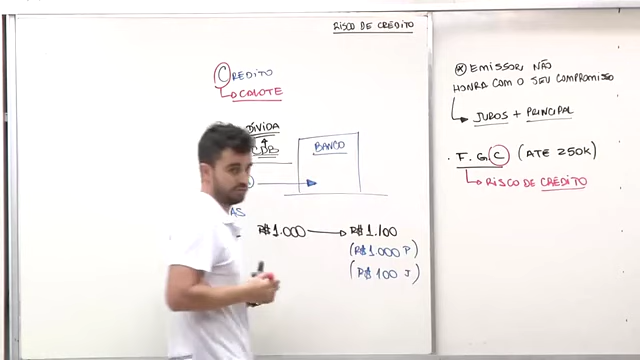 RISCO DE CRÉDITO
CRÉDITO
CALOTE
DÍVIDA
CDB
BANCO
AS
R$1.000 R$1.100
(R$1.000 P)
(R$100 J)
* EMISSOR NÃO
HONRA COM O SEU COMPROMISSO
JUROS + PRINCIPAL
F.G.C (ATÉ 250K)
RISCO DE CRÉDITO